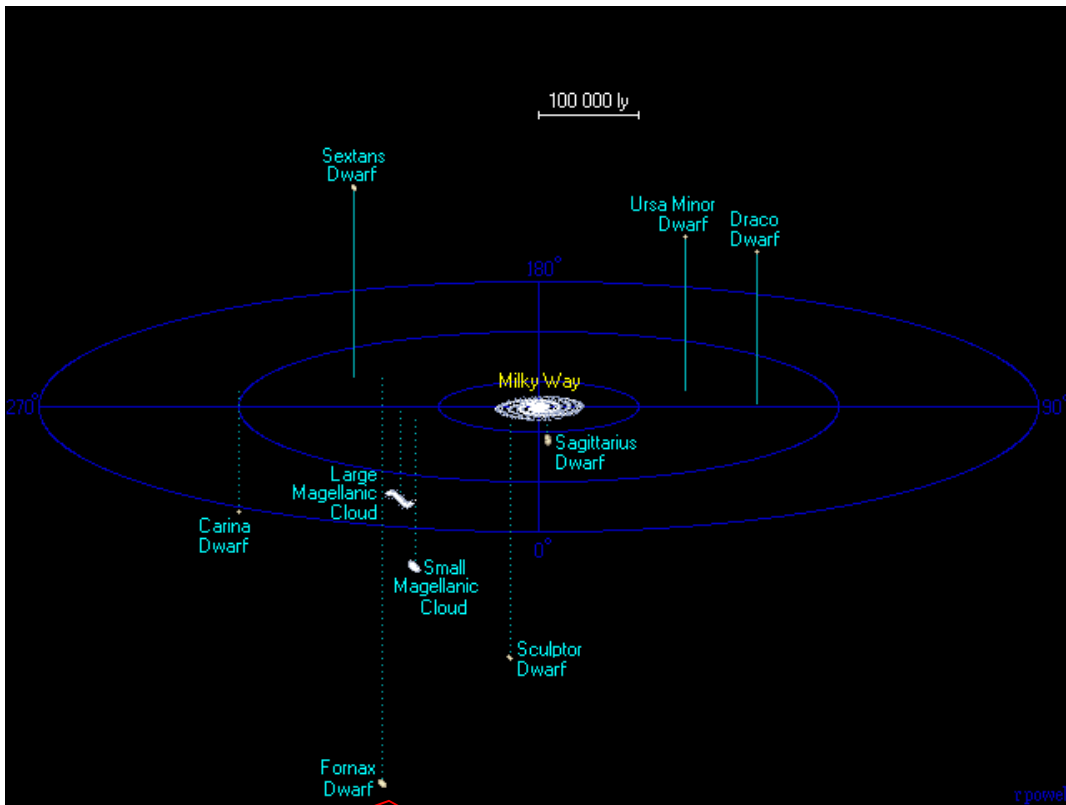 100 000 ly
Sextans
Dwarf
Ursa Minor
Dwarf
Draco
Dwarf
180°
Milky Way
270°
90°
Sagittarius
Dwarf
Large
Magellanic
Cloud
Carina
Dwarf
0°
Small
Magellanic
Cloud
Sculptor
Dwarf
Fornax
Dwarf